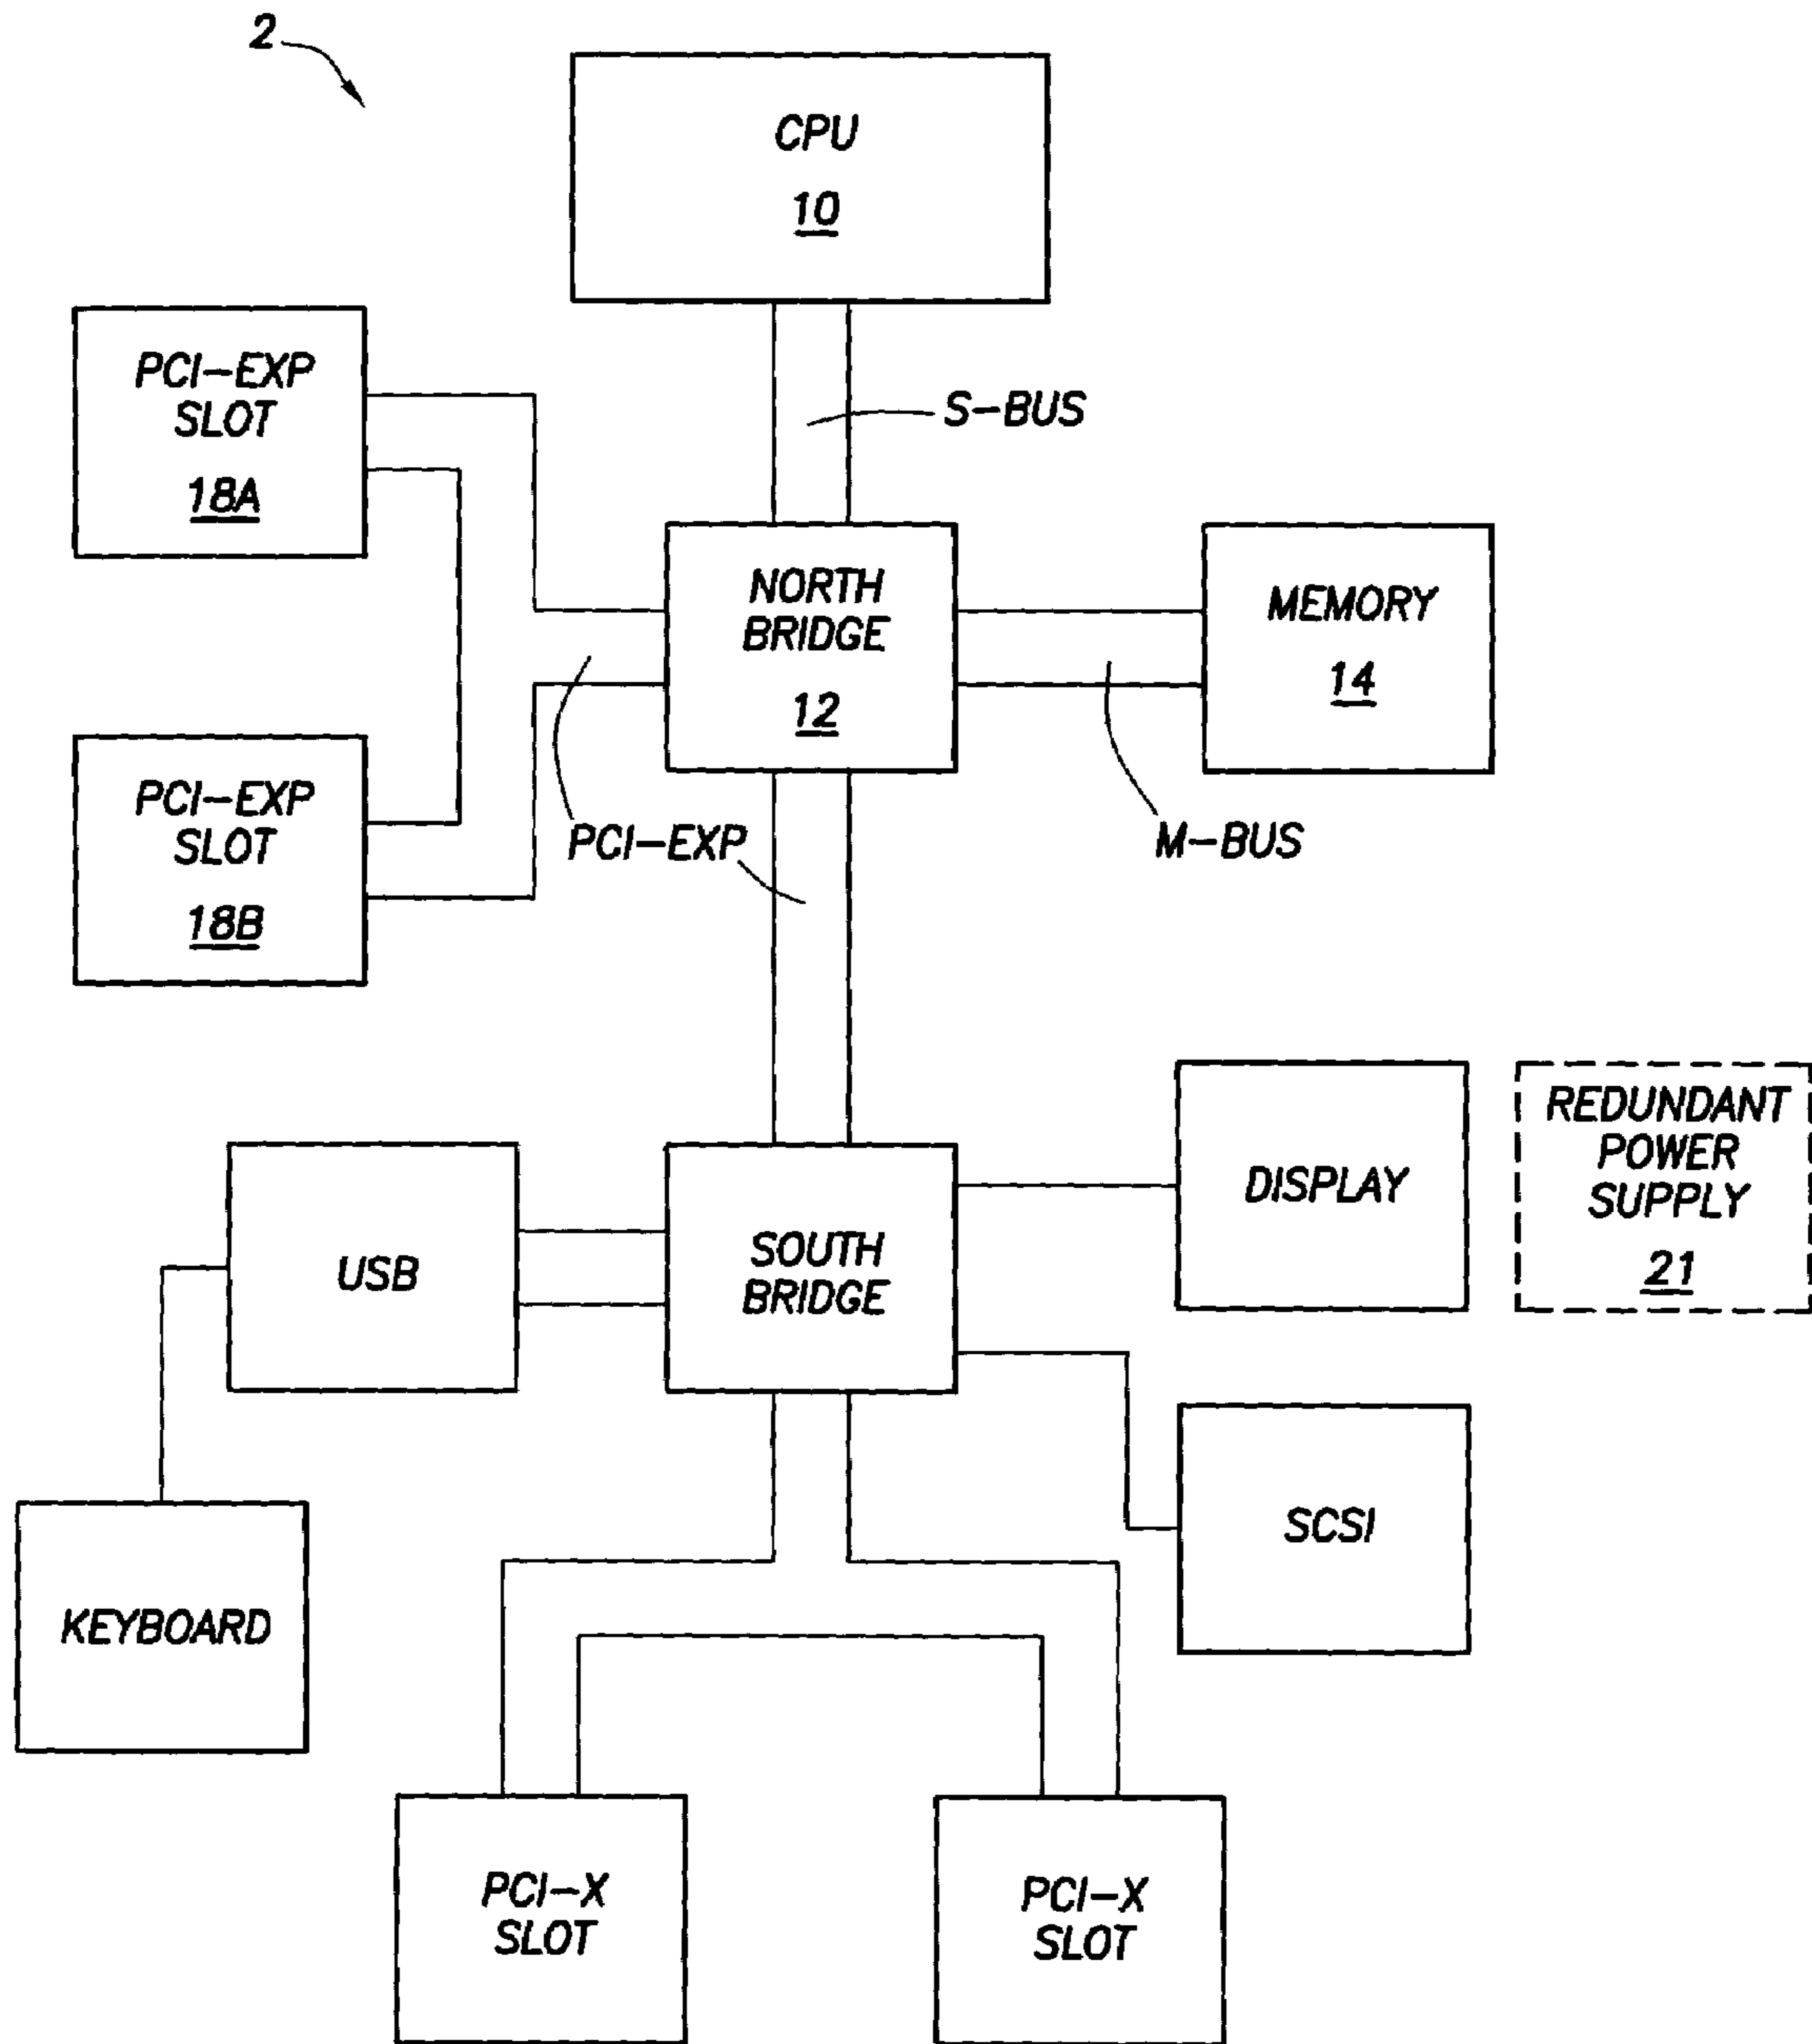 2
CPU
10
PCI-EXP
SLOT
18A
S-BUS
NORTH
BRIDGE
12
MEMORY
14
PCI-EXP
SLOT
18B
PCI-EXP
M-BUS
USB
SOUTH
BRIDGE
DISPLAY
REDUNDANT
POWER
SUPPLY
21
SCSI
KEYBOARD
PCI-X
SLOT
PCI-X
SLOT